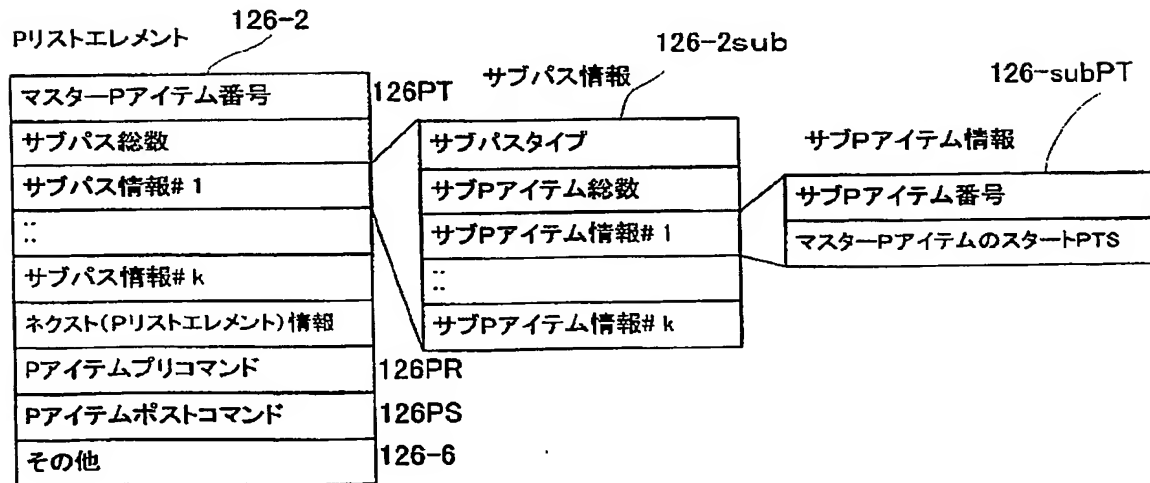 Pリストエレメント
126-2
マスターPアイテム番号
126PT
サブパス総数
サブパス情報#1
::
サブパス情報#k
ネクスト(Pリストエレメント)情報
Pアイテムプリコマンド
126PR
Pアイテムポストコマンド
126PS
その他
126-6
サブパス情報
126-2sub
サブパスタイプ
サブPアイテム総数
サブPアイテム情報#1
::
サブPアイテム情報#k
サブPアイテム情報
126-subPT
サブPアイテム番号
マスターPアイテムのスタートPTS